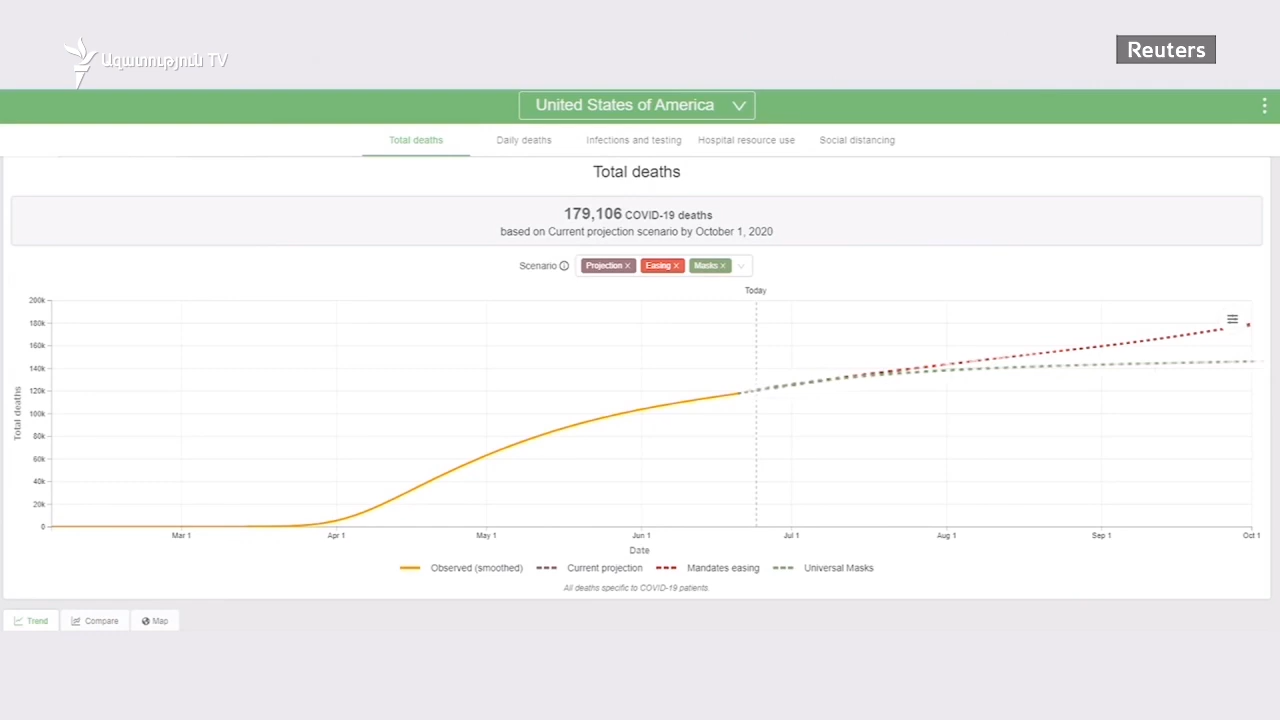 Ազատություն TV
Reuters
United States of America
Total deaths Daily deaths Infections and testing Hospital resource use Social distancing
Total deaths
179,106 COVID-19 deaths
based on Current projection scenario by October 1, 2020
Scenario Projection × Easing × Masks ×
Today
200k
180k
160k
140k
120k
100k
80k
60k
40k
20k
0
Total deaths
Mar 1 Apr 1 May 1 Jun 1 Jul 1 Aug 1 Sep 1 Oct 1
Date
Observed (smoothed) Current projection Mandates easing Universal Masks
All deaths specific to COVID-19 patients.
Trend Compare Map